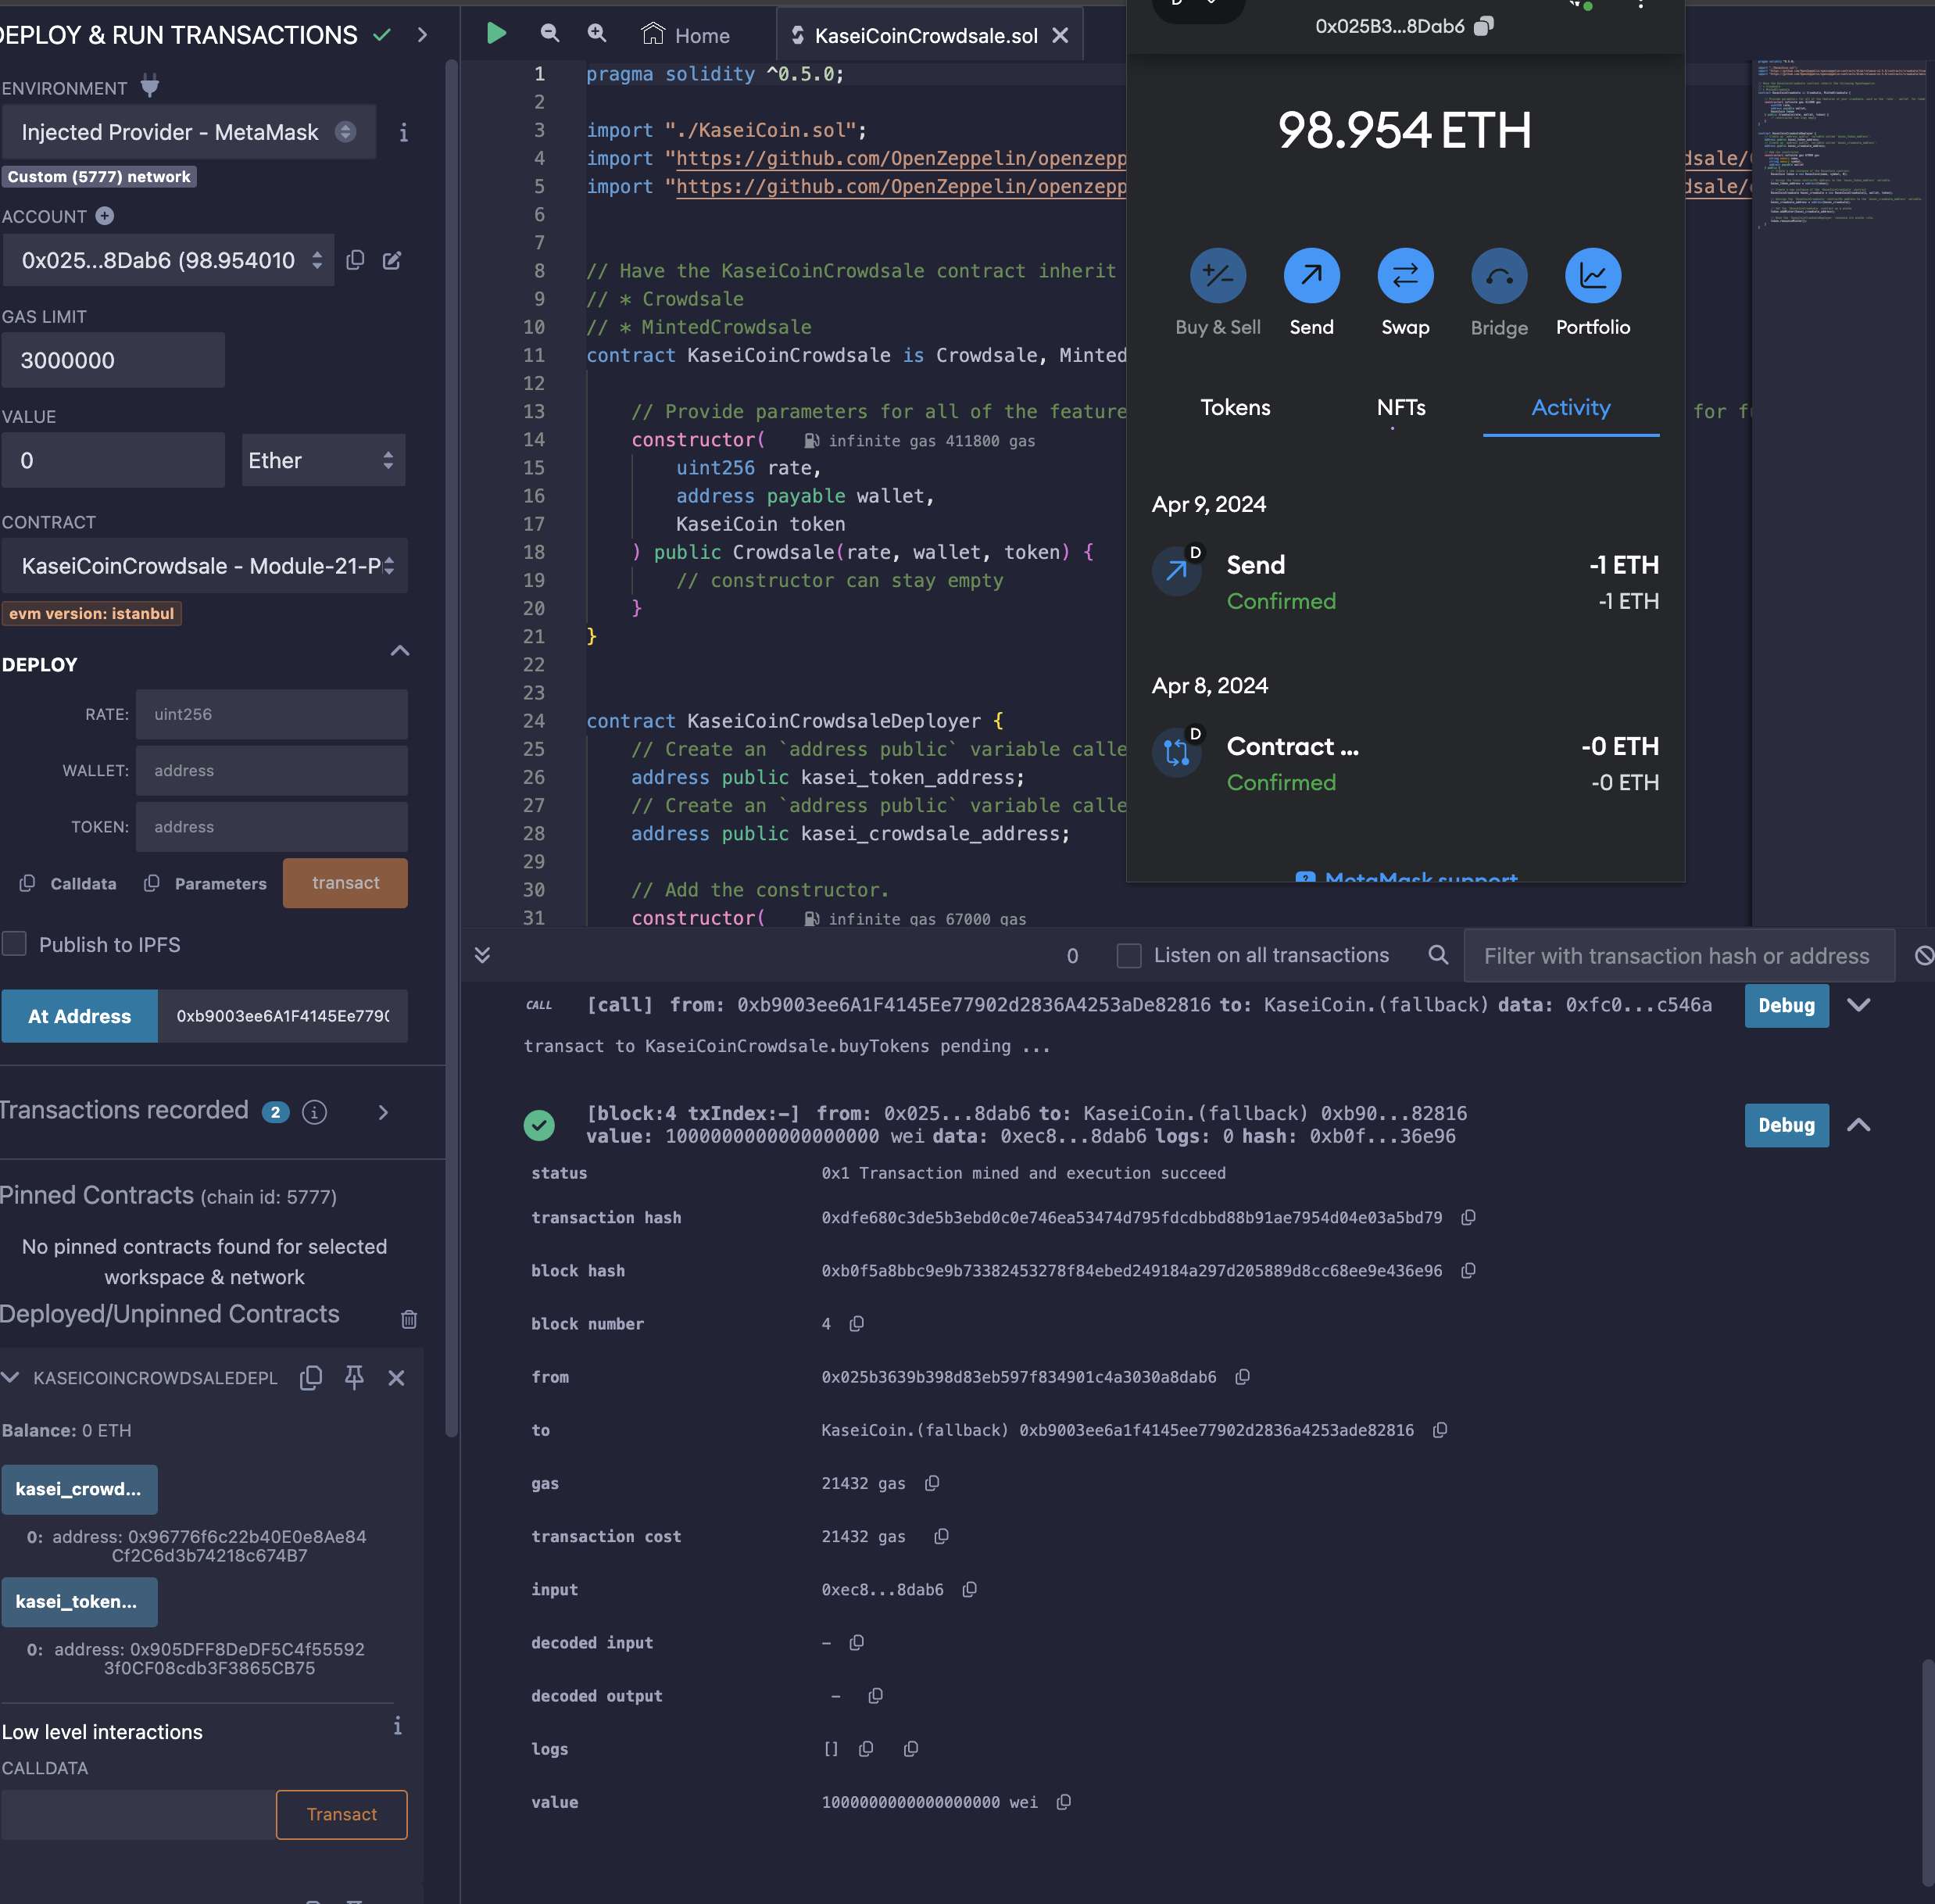 DEPLOY & RUN TRANSACTIONS
ENVIRONMENT
Injected Provider - MetaMask
Custom (5777) network
ACCOUNT
0x025...8Dab6 (98.954010
GAS LIMIT
3000000
VALUE
0
Ether
CONTRACT
KaseiCoinCrowdsale - Module-21-P
evm version: istanbul
DEPLOY
RATE:
uint256
WALLET:
address
TOKEN:
address
Calldata
Parameters
transact
Publish to IPFS
At Address
0xb9003ee6A1F4145Ee7790
Transactions recorded 2
Pinned Contracts (chain id: 5777)
No pinned contracts found for selected
workspace & network
Deployed/Unpinned Contracts
KASEICOINCROWDSALEDEPL
Balance: 0 ETH
kasei_crowd...
0: address: 0x96776f6c22b40E0e8Ae84
Cf2C6d3b74218c674B7
kasei_token...
0: address: 0x905DFF8DeDF5C4f55592
3f0CF08cdb3F3865CB75
Low level interactions
CALLDATA
Transact
Home
KaseiCoinCrowdsale.sol
1 pragma solidity ^0.5.0;
2
3 import "./KaseiCoin.sol";
4 import "https://github.com/OpenZeppelin/openzepp
dsale/
5 import "https://github.com/OpenZeppelin/openzepp
dsale/
6
7
8 // Have the KaseiCoinCrowdsale contract inherit
9 // * Crowdsale
10 // * MintedCrowdsale
11 contract KaseiCoinCrowdsale is Crowdsale, Minted
12
13 // Provide parameters for all of the feature
for f
14 constructor( infinite gas 411800 gas
15 uint256 rate,
16 address payable wallet,
17 KaseiCoin token
18 ) public Crowdsale(rate, wallet, token) {
19 // constructor can stay empty
20 }
21 }
22
23
24 contract KaseiCoinCrowdsaleDeployer {
25 // Create an `address public` variable calle
26 address public kasei_token_address;
27 // Create an `address public` variable calle
28 address public kasei_crowdsale_address;
29
30 // Add the constructor.
31 constructor( infinite gas 67000 gas
0x025B3...8Dab6
98.954 ETH
Buy & Sell
Send
Swap
Bridge
Portfolio
Tokens
NFTs
Activity
Apr 9, 2024
D
Send
-1 ETH
Confirmed
-1 ETH
Apr 8, 2024
D
Contract ...
-0 ETH
Confirmed
-0 ETH
MetaMask support
0
Listen on all transactions
Filter with transaction hash or address
CALL [call] from: 0xb9003ee6A1F4145Ee77902d2836A4253aDe82816 to: KaseiCoin.(fallback) data: 0xfc0...c546a
Debug
transact to KaseiCoinCrowdsale.buyTokens pending ...
[block:4 txIndex:-] from: 0x025...8dab6 to: KaseiCoin.(fallback) 0xb90...82816
value: 1000000000000000000 wei data: 0xec8...8dab6 logs: 0 hash: 0xb0f...36e96
Debug
status 0x1 Transaction mined and execution succeed
transaction hash 0xdfe680c3de5b3ebd0c0e746ea53474d795fdcdbbd88b91ae7954d04e03a5bd79
block hash 0xb0f5a8bbc9e9b73382453278f84ebed249184a297d205889d8cc68ee9e436e96
block number 4
from 0x025b3639b398d83eb597f834901c4a3030a8dab6
to KaseiCoin.(fallback) 0xb9003ee6a1f4145ee77902d2836a4253ade82816
gas 21432 gas
transaction cost 21432 gas
input 0xec8...8dab6
decoded input -
decoded output -
logs []
value 1000000000000000000 wei